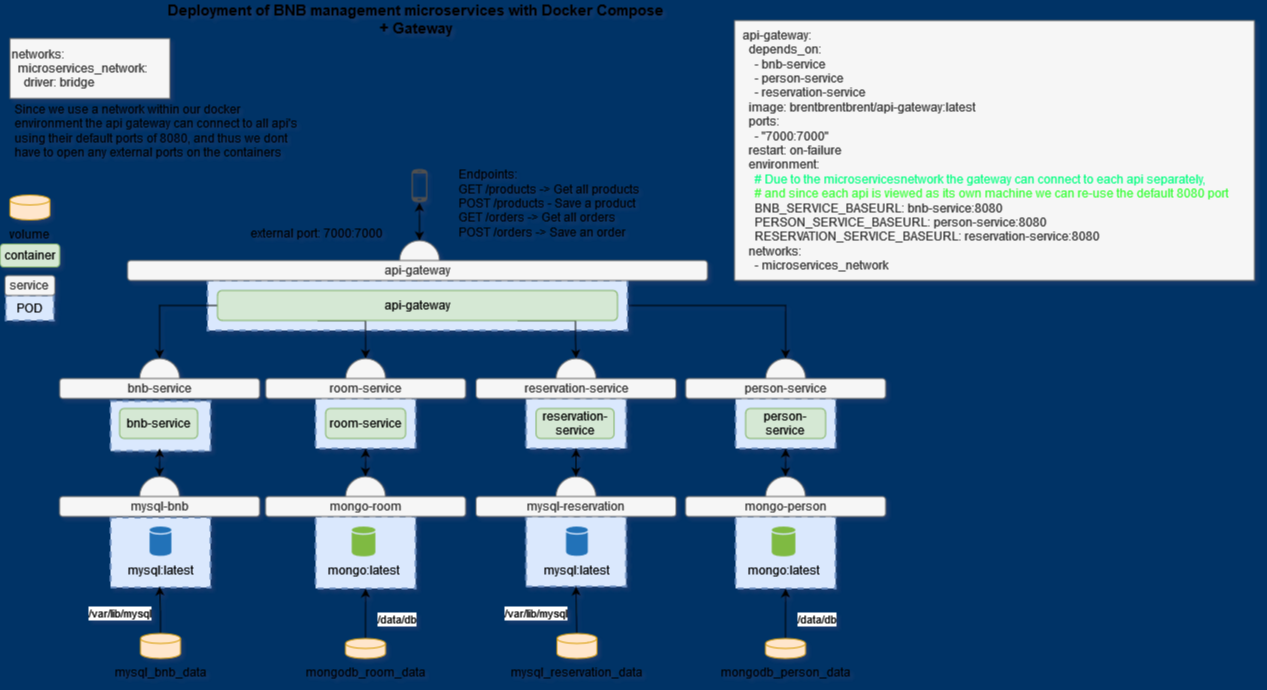 Deployment of BNB management microservices with Docker Compose
+ Gateway
networks:
microservices_network:
driver: bridge
Since we use a network within our docker
environment the api gateway can connect to all api's
using their default ports of 8080, and thus we dont
have to open any external ports on the containers
api-gateway:
depends_on:
- bnb-service
- person-service
- reservation-service
image: brentbrentbrent/api-gateway:latest
ports:
- "7000:7000"
restart: on-failure
environment:
# Due to the microservicesnetwork the gateway can connect to each api separately,
# and since each api is viewed as its own machine we can re-use the default 8080 port
BNB_SERVICE_BASEURL: bnb-service:8080
PERSON_SERVICE_BASEURL: person-service:8080
RESERVATION_SERVICE_BASEURL: reservation-service:8080
networks:
- microservices_network
volume
container
service
POD
Endpoints:
GET /products -> Get all products
POST /products - Save a product
GET /orders -> Get all orders
POST /orders -> Save an order
external port: 7000:7000
api-gateway
api-gateway
bnb-service
room-service
reservation-service
person-service
bnb-service
room-service
reservation-
service
person-
service
mysql-bnb
mongo-room
mysql-reservation
mongo-person
mysql:latest
mongo:latest
mysql:latest
mongo:latest
/var/lib/mysql
/data/db
/var/lib/mysql
/data/db
mysql_bnb_data
mongodb_room_data
mysql_reservation_data
mongodb_person_data